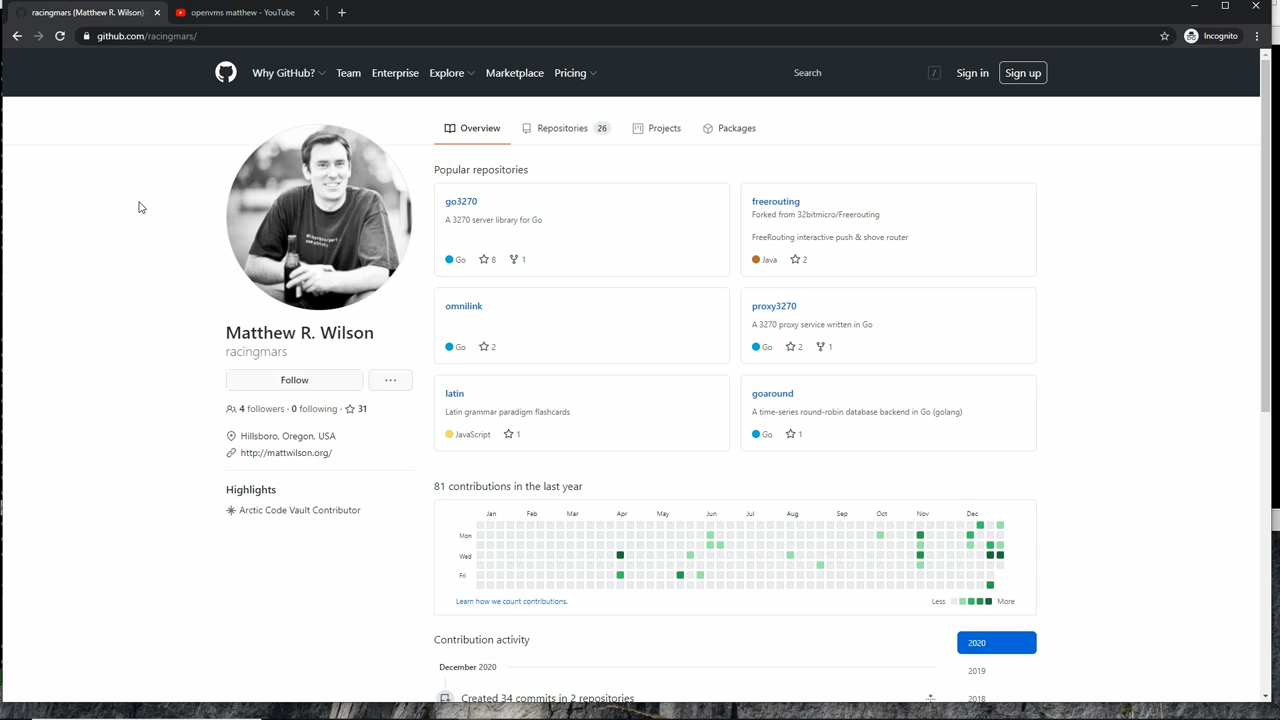 racingmars (Matthew R. Wilson)
openvms matthew - YouTube
github.com/racingmars/
Incognito
Why GitHub?
Team
Enterprise
Explore
Marketplace
Pricing
Search
/
Sign in
Sign up
Overview
Repositories 26
Projects
Packages
Popular repositories
go3270
A 3270 server library for Go
Go 8 1
freerouting
Forked from 32bitmicro/Freerouting
FreeRouting interactive push & shove router
Java 2
omnilink
Go 2
proxy3270
A 3270 proxy service written in Go
Go 2 1
latin
Latin grammar paradigm flashcards
JavaScript 1
goaround
A time-series round-robin database backend in Go (golang)
Go 1
Matthew R. Wilson
racingmars
Follow
4 followers · 0 following · 31
Hillsboro, Oregon, USA
http://mattwilson.org/
Highlights
Arctic Code Vault Contributor
81 contributions in the last year
Jan Feb Mar Apr May Jun Jul Aug Sep Oct Nov Dec
Mon
Wed
Fri
Learn how we count contributions.
Less More
Contribution activity
2020
2019
2018
December 2020
Created 34 commits in 2 repositories